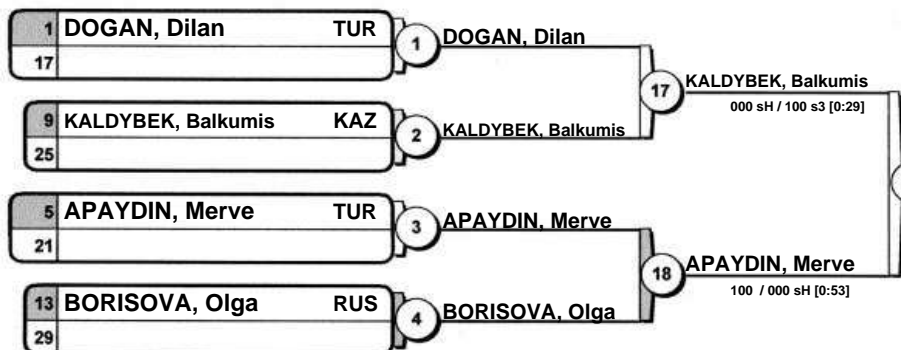 1 DOGAN, Dilan TUR
17
1 DOGAN, Dilan
9 KALDYBEK, Balkumis KAZ
25
2 KALDYBEK, Balkumis
17 KALDYBEK, Balkumis
000 sH / 100 s3 [0:29]
5 APAYDIN, Merve TUR
21
3 APAYDIN, Merve
13 BORISOVA, Olga RUS
29
4 BORISOVA, Olga
18 APAYDIN, Merve
100 / 000 sH [0:53]